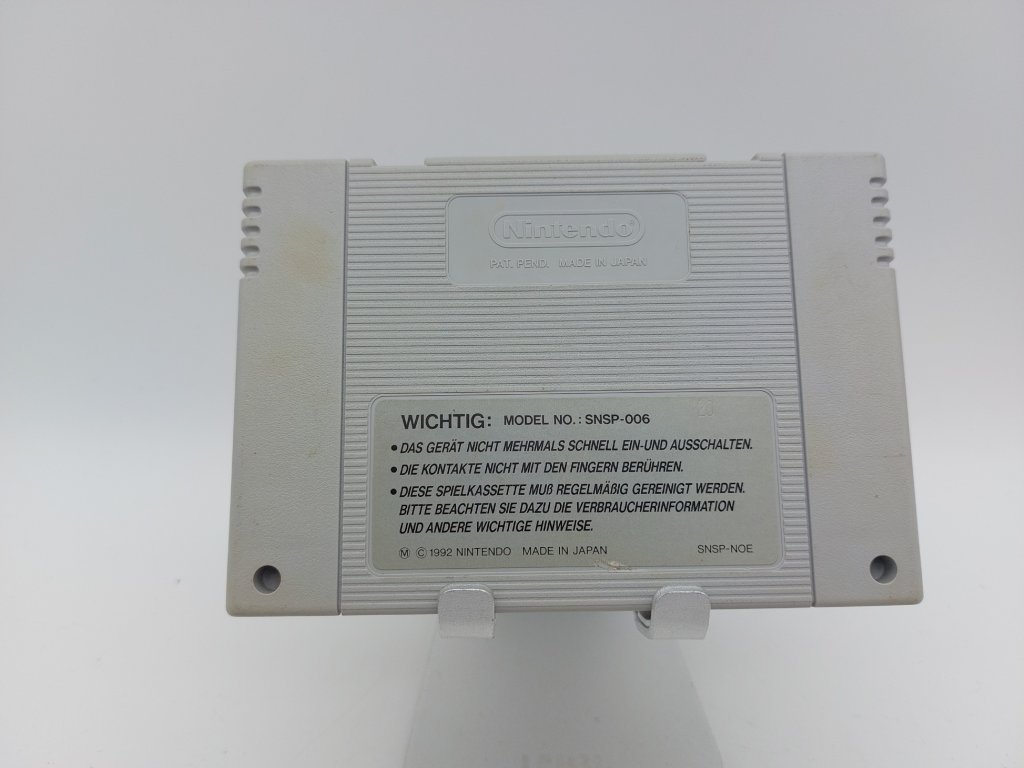 Nintendo®
PAT. PEND. MADE IN JAPAN
21
WICHTIG: MODEL NO.: SNSP-006
• DAS GERÄT NICHT MEHRMALS SCHNELL EIN-UND AUSSCHALTEN.
• DIE KONTAKTE NICHT MIT DEN FINGERN BERÜHREN.
• DIESE SPIELKASSETTE MUß REGELMÄßIG GEREINIGT WERDEN.
BITTE BEACHTEN SIE DAZU DIE VERBRAUCHERINFORMATION
UND ANDERE WICHTIGE HINWEISE.
Ⓜ © 1992 NINTENDO MADE IN JAPAN SNSP-NOE